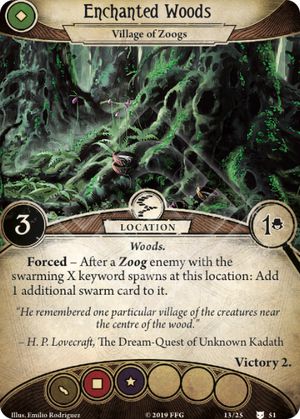 Enchanted Woods
Village of Zoogs
3
LOCATION
1
Woods.
Forced – After a Zoog enemy with the
swarming X keyword spawns at this location: Add
1 additional swarm card to it.
“He remembered one particular village of the creatures
near the centre of the wood.”
– H. P. Lovecraft, The Dream-Quest of Unknown Kadath
Victory 2.
Illus. Emilio Rodriguez
© 2019 FFG
13/25
51